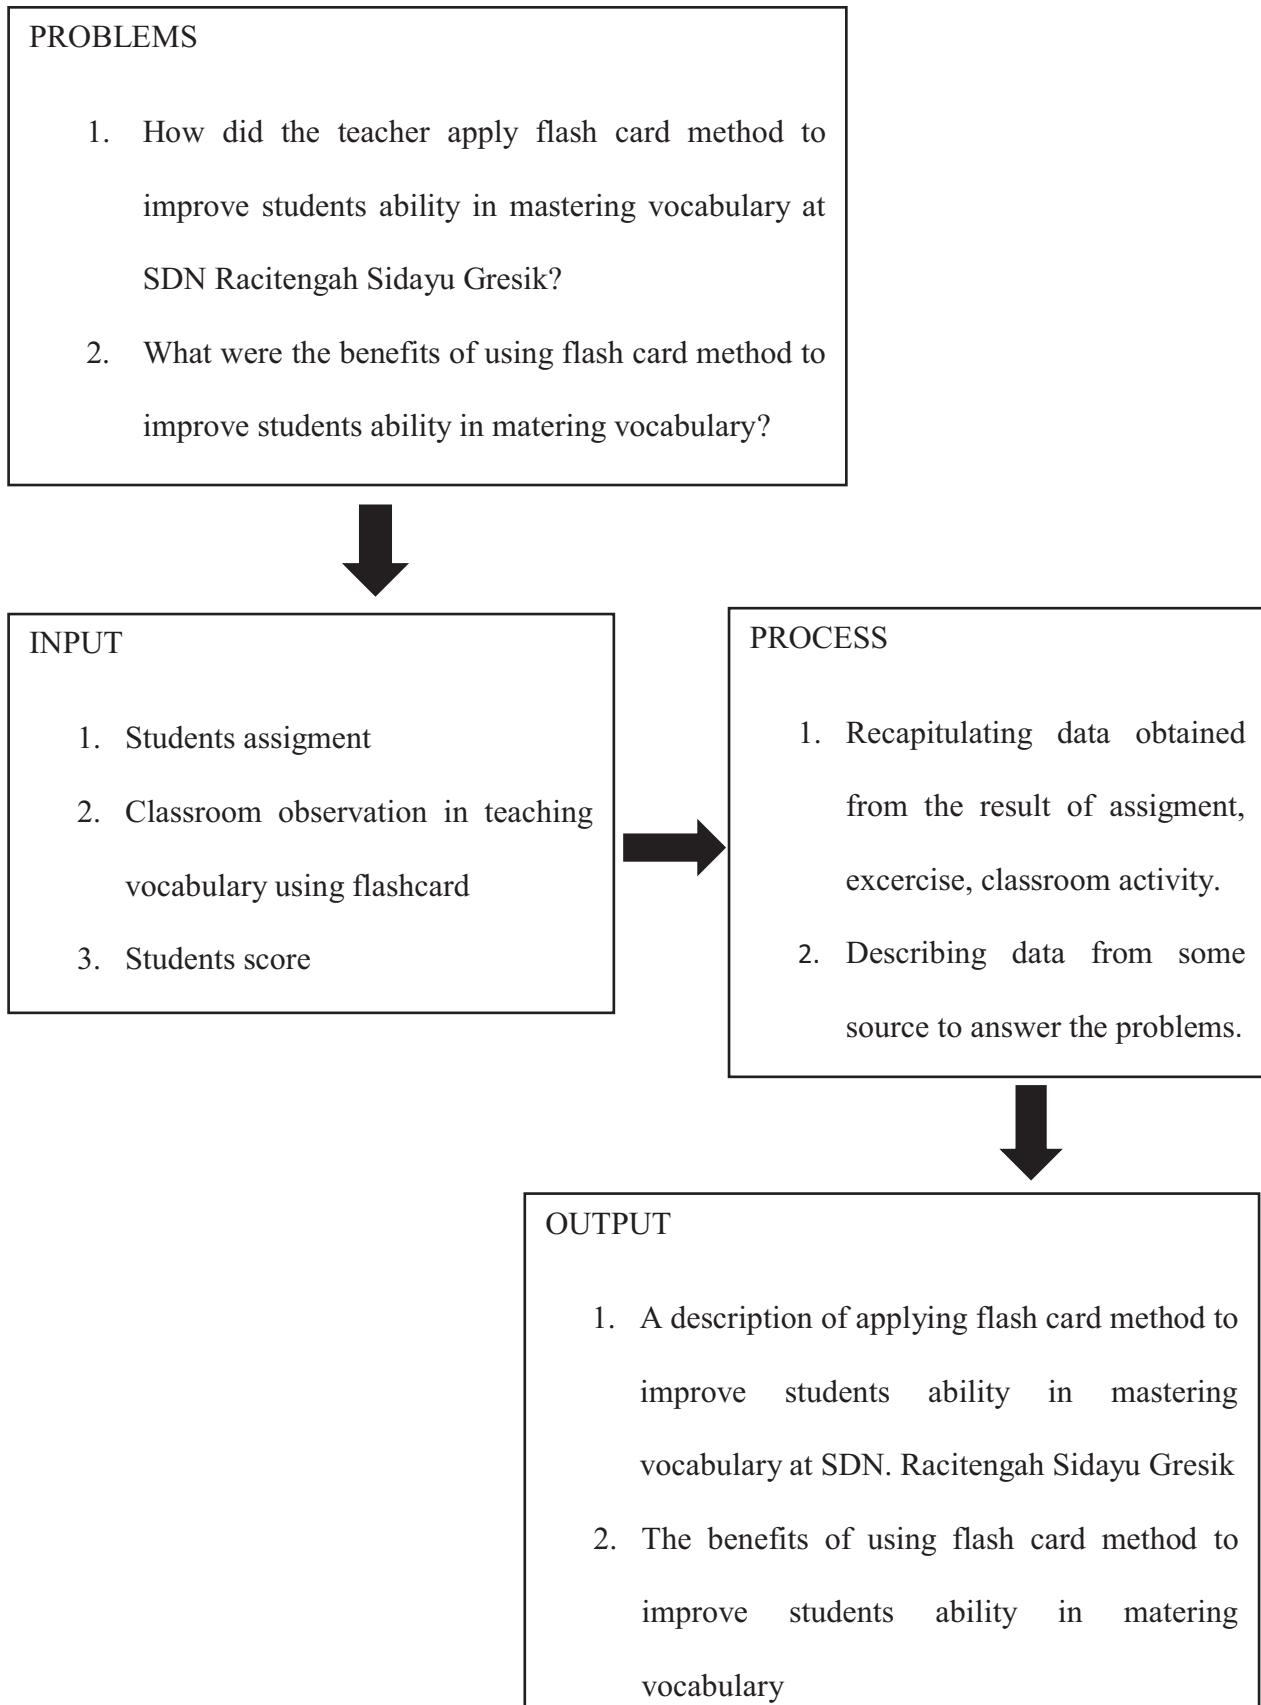 PROBLEMS
1. How did the teacher apply flash card method to
improve students ability in mastering vocabulary at
SDN Racitengah Sidayu Gresik?
2. What were the benefits of using flash card method to
improve students ability in matering vocabulary?
INPUT
1. Students assigment
2. Classroom observation in teaching
vocabulary using flashcard
3. Students score
PROCESS
1. Recapitulating data obtained
from the result of assigment,
excercise, classroom activity.
2. Describing data from some
source to answer the problems.
OUTPUT
1. A description of applying flash card method to
improve students ability in mastering
vocabulary at SDN. Racitengah Sidayu Gresik
2. The benefits of using flash card method to
improve students ability in matering
vocabulary